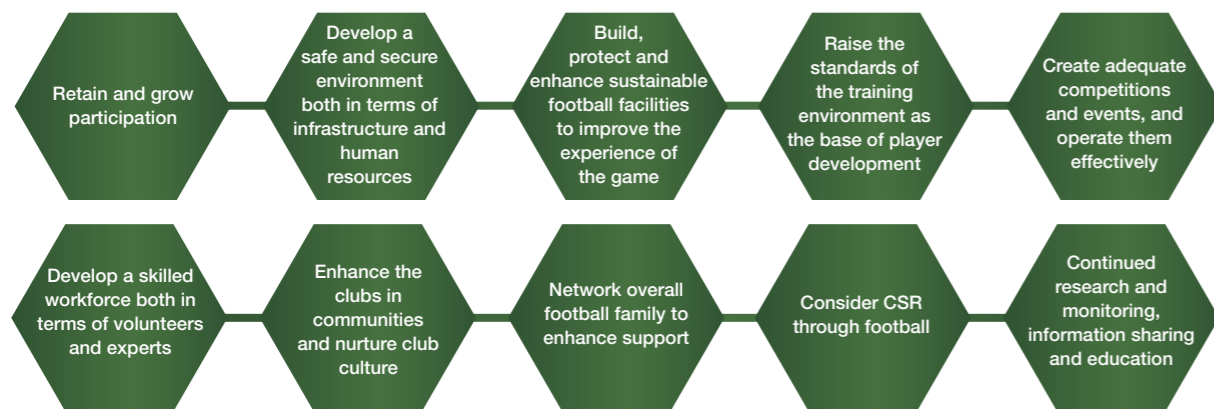 Retain and grow
participation
Develop a
safe and secure
environment
both in terms of
infrastructure and
human
resources
Build,
protect and
enhance sustainable
football facilities
to improve the
experience of
the game
Raise the
standards of
the training
environment as
the base of player
development
Create adequate
competitions
and events, and
operate them
effectively
Develop a skilled
workforce both in
terms of volunteers
and experts
Enhance the
clubs in
communities
and nurture club
culture
Network overall
football family to
enhance support
Consider CSR
through football
Continued
research and
monitoring,
information sharing
and education